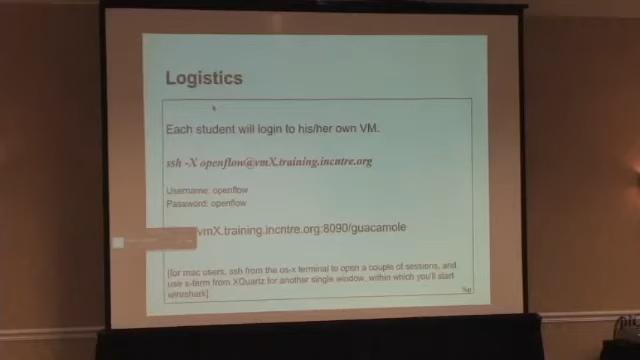 Logistics
Each student will login to his/her own VM.
ssh -X openflow@vmX.training.incntre.org
Username: openflow
Password: openflow
vmX.training.incntre.org:8090/guacamole
[for mac users, ssh from the os-x terminal to open a couple of sessions, and
use x-term from XQuartz for another single window, within which you'll start
wireshark]